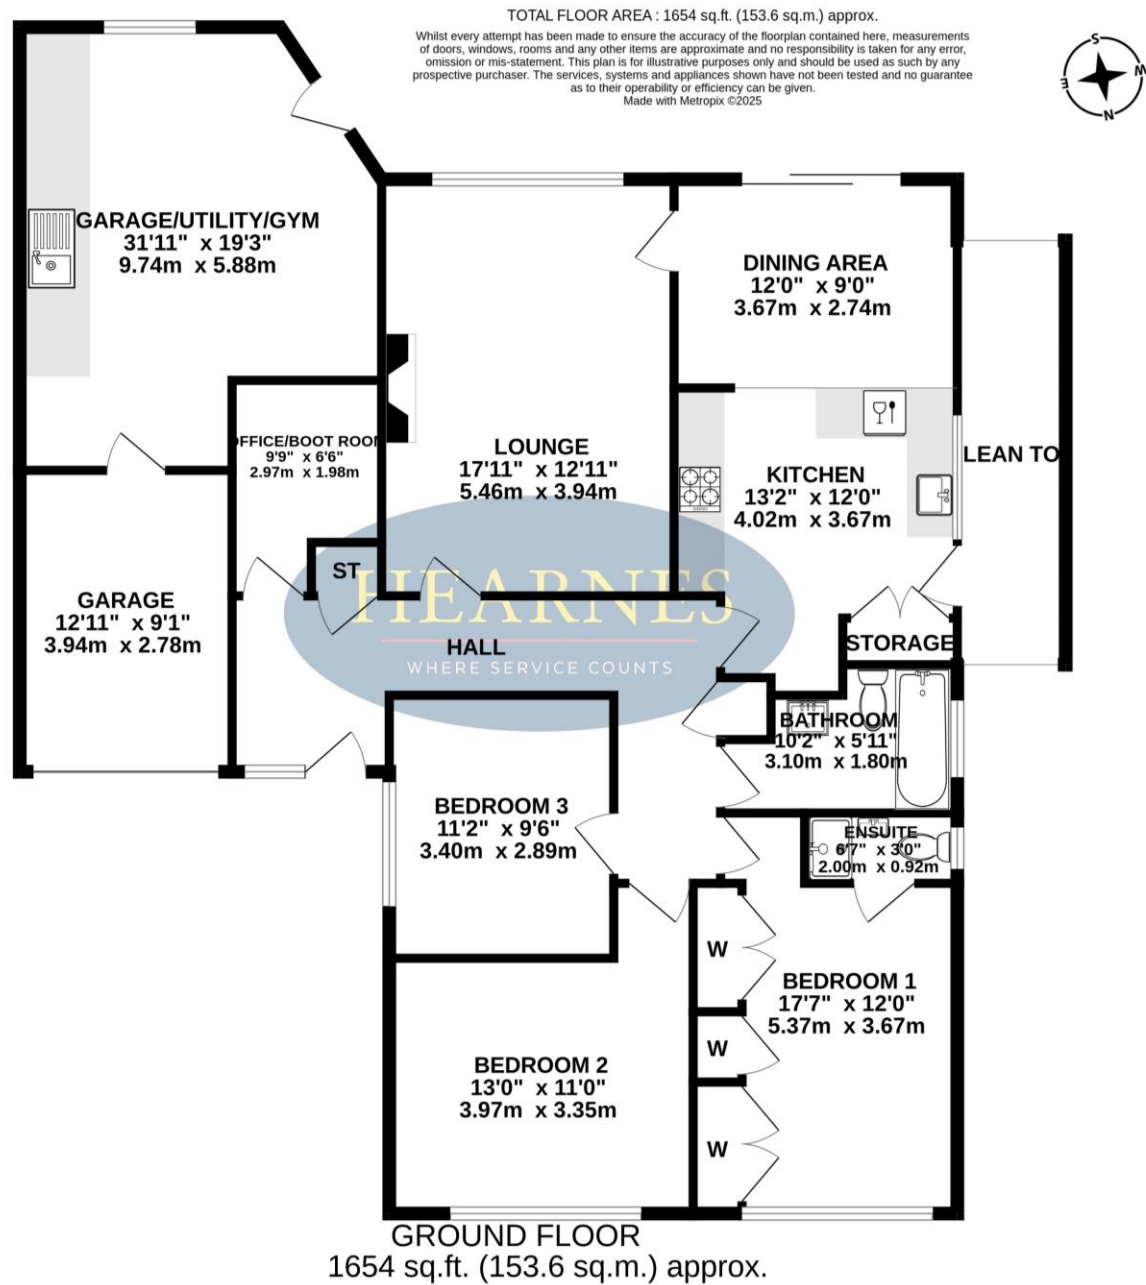 TOTAL FLOOR AREA : 1654 sq.ft. (153.6 sq.m.) approx.
Whilst every attempt has been made to ensure the accuracy of the floorplan contained here, measurements
of doors, windows, rooms and any other items are approximate and no responsibility is taken for any error,
omission or mis-statement. This plan is for illustrative purposes only and should be used as such by any
prospective purchaser. The services, systems and appliances shown have not been tested and no guarantee
as to their operability or efficiency can be given.
Made with Metropix ©2025
S
W
E
N
GARAGE/UTILITY/GYM
31'11" x 19'3"
9.74m x 5.88m
DINING AREA
12'0" x 9'0"
3.67m x 2.74m
OFFICE/BOOT ROOM
9'9" x 6'6"
2.97m x 1.98m
LOUNGE
17'11" x 12'11"
5.46m x 3.94m
KITCHEN
13'2" x 12'0"
4.02m x 3.67m
LEAN TO
GARAGE
12'11" x 9'1"
3.94m x 2.78m
ST
HEARNES
HALL
WHERE SERVICE COUNTS
STORAGE
BATHROOM
10'2" x 5'11"
3.10m x 1.80m
BEDROOM 3
11'2" x 9'6"
3.40m x 2.89m
ENSUITE
6'7" x 3'0"
2.00m x 0.92m
W
BEDROOM 1
17'7" x 12'0"
5.37m x 3.67m
W
BEDROOM 2
13'0" x 11'0"
3.97m x 3.35m
W
GROUND FLOOR
1654 sq.ft. (153.6 sq.m.) approx.